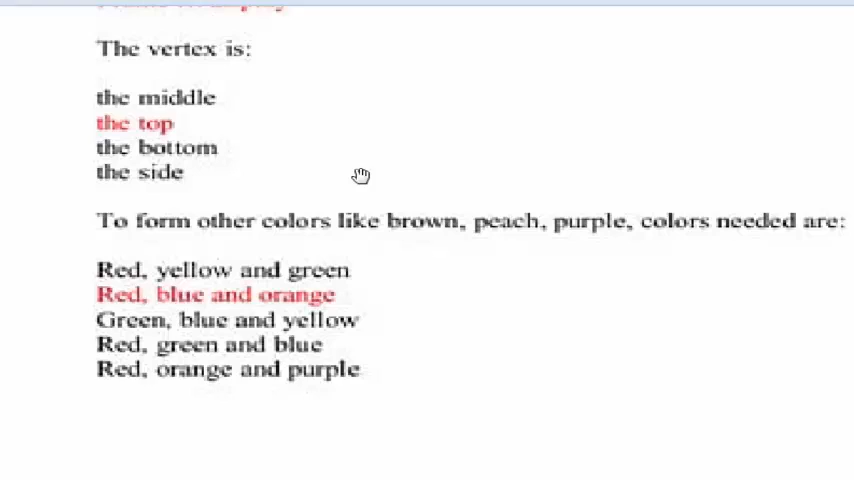 The vertex is:
the middle
the top
the bottom
the side
To form other colors like brown, peach, purple, colors needed are:
Red, yellow and green
Red, blue and orange
Green, blue and yellow
Red, green and blue
Red, orange and purple